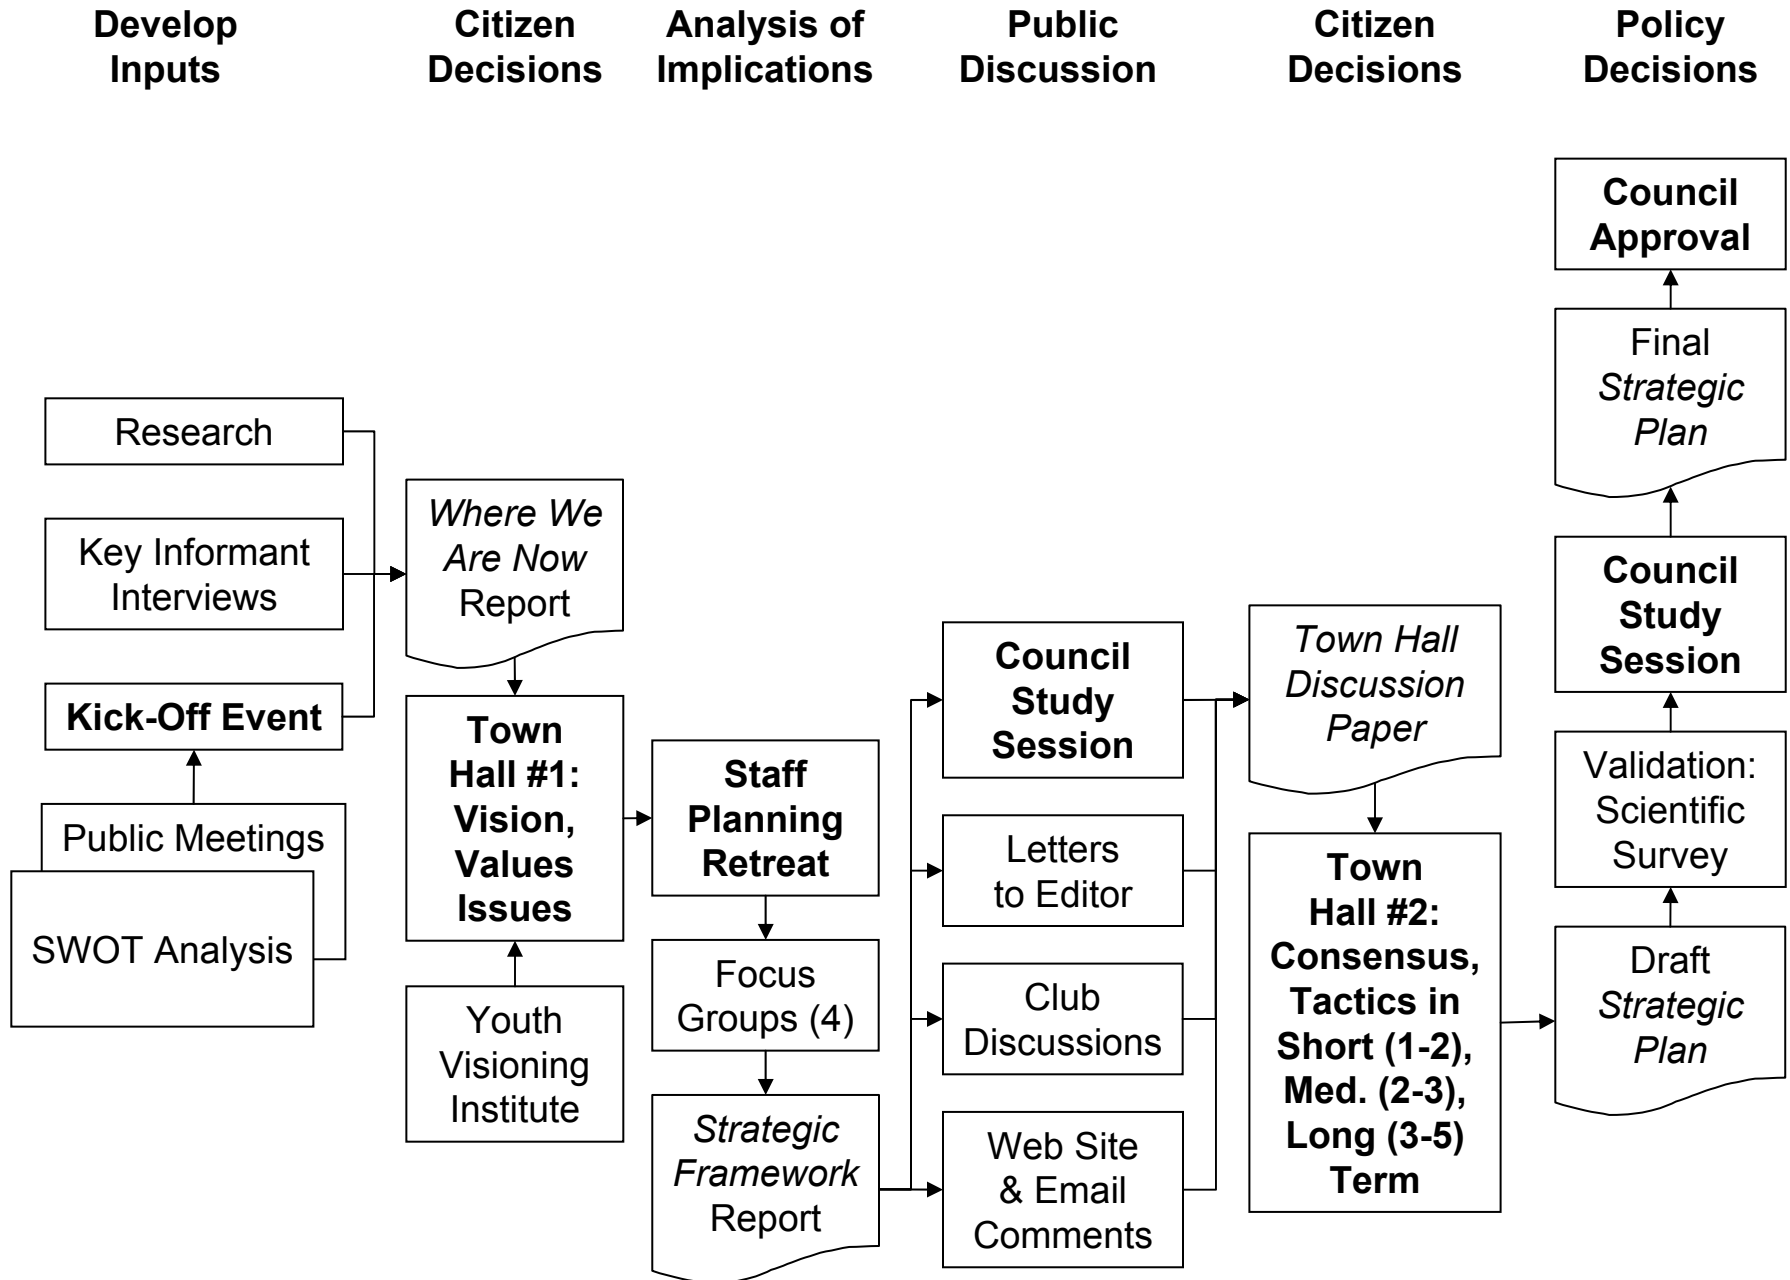 Develop
Inputs
Citizen
Decisions
Analysis of
Implications
Public
Discussion
Citizen
Decisions
Policy
Decisions
Research
Key Informant
Interviews
Kick-Off Event
Public Meetings
SWOT Analysis
Where We
Are Now
Report
Town
Hall #1:
Vision,
Values
Issues
Youth
Visioning
Institute
Staff
Planning
Retreat
Focus
Groups (4)
Strategic
Framework
Report
Council
Study
Session
Letters
to Editor
Club
Discussions
Web Site
& Email
Comments
Town Hall
Discussion
Paper
Town
Hall #2:
Consensus,
Tactics in
Short (1-2),
Med. (2-3),
Long (3-5)
Term
Council
Approval
Final
Strategic
Plan
Council
Study
Session
Validation:
Scientific
Survey
Draft
Strategic
Plan